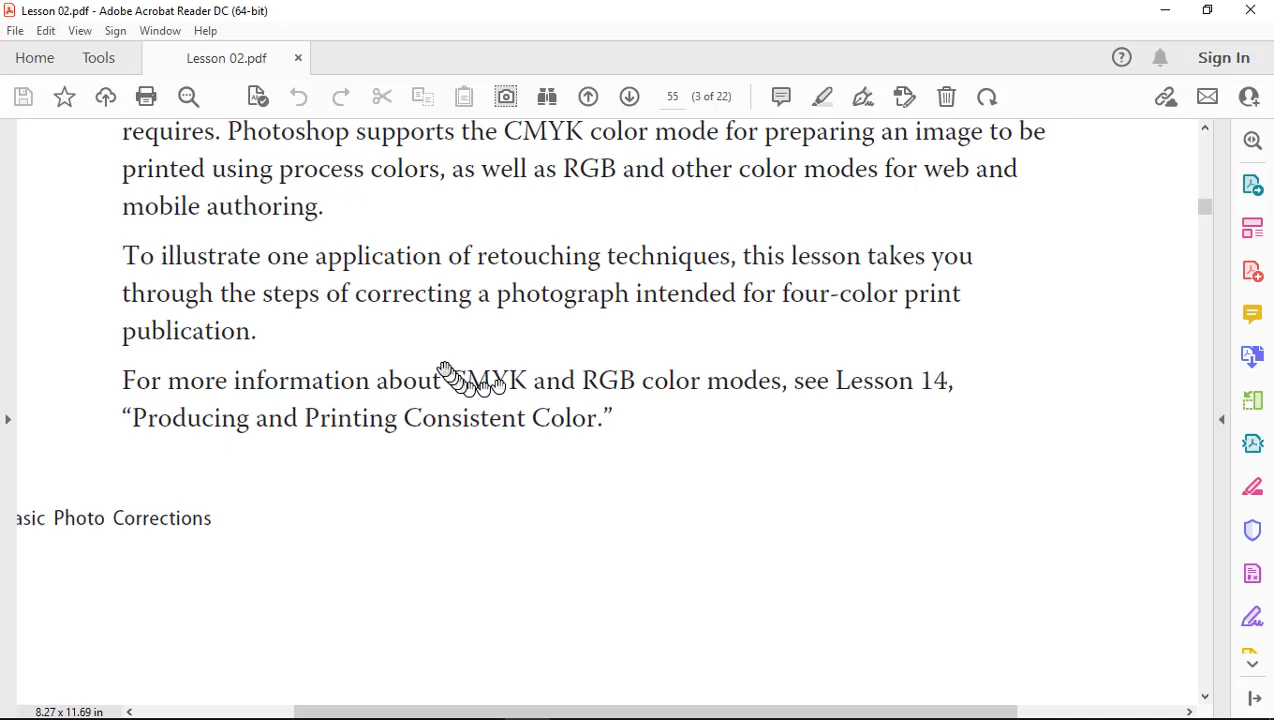 Lesson 02.pdf - Adobe Acrobat Reader DC (64-bit)
File Edit View Sign Window Help
Home Tools Lesson 02.pdf Sign In
55 (3 of 22)
requires. Photoshop supports the CMYK color mode for preparing an image to be
printed using process colors, as well as RGB and other color modes for web and
mobile authoring.
To illustrate one application of retouching techniques, this lesson takes you
through the steps of correcting a photograph intended for four-color print
publication.
For more information about CMYK and RGB color modes, see Lesson 14,
“Producing and Printing Consistent Color.”
asic Photo Corrections
8.27 x 11.69 in